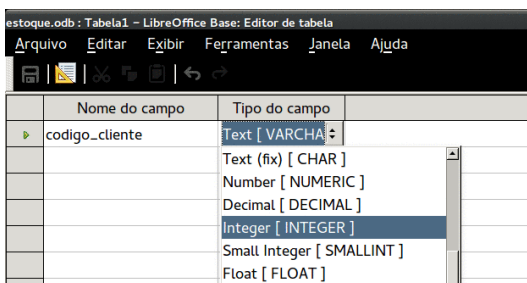 estoque.odb : Tabela1 – LibreOffice Base: Editor de tabela
Arquivo Editar Exibir Ferramentas Janela Ajuda
Nome do campo Tipo do campo
codigo_cliente Text [ VARCHA
Text (fix) [ CHAR ]
Number [ NUMERIC ]
Decimal [ DECIMAL ]
Integer [ INTEGER ]
Small Integer [ SMALLINT ]
Float [ FLOAT ]